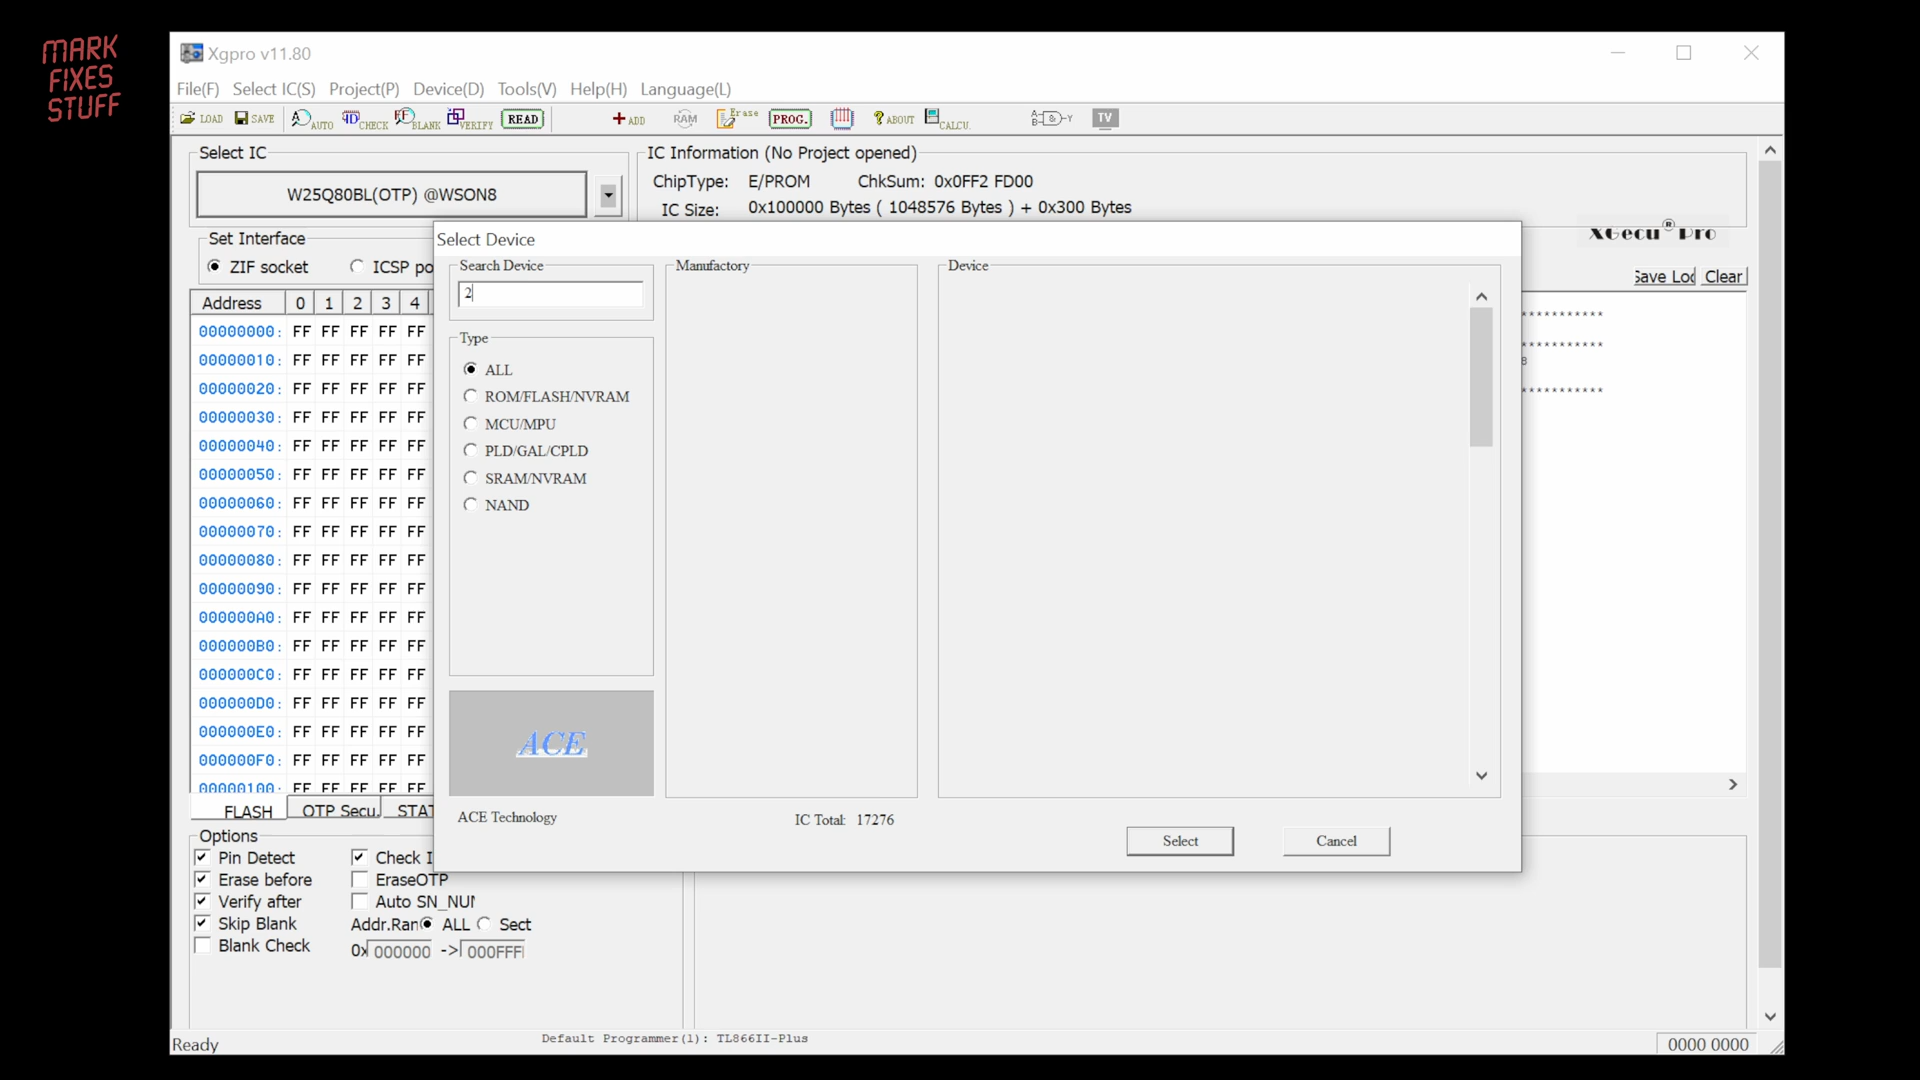 MARK
FIXES
STUFF
Xgpro v11.80
File(F) Select IC(S) Project(P) Device(D) Tools(V) Help(H) Language(L)
LOAD SAVE AUTO CHECK BLANK VERIFY READ ADD RAM Erase PROG. ABOUT CALCU. TV
Select IC
W25Q80BL(OTP) @WSON8
IC Information (No Project opened)
ChipType: E/PROM ChkSum: 0x0FF2 FD00
IC Size: 0x100000 Bytes ( 1048576 Bytes ) + 0x300 Bytes
XGecu® Pro
Set Interface
ZIF socket ICSP po
Save Loc Clear
Address 0 1 2 3 4
00000000: FF FF FF FF FF
00000010: FF FF FF FF FF
00000020: FF FF FF FF FF
00000030: FF FF FF FF FF
00000040: FF FF FF FF FF
00000050: FF FF FF FF FF
00000060: FF FF FF FF FF
00000070: FF FF FF FF FF
00000080: FF FF FF FF FF
00000090: FF FF FF FF FF
000000A0: FF FF FF FF FF
000000B0: FF FF FF FF FF
000000C0: FF FF FF FF FF
000000D0: FF FF FF FF FF
000000E0: FF FF FF FF FF
000000F0: FF FF FF FF FF
00000100: FF FF FF FF FF
FLASH OTP Secu. STAT
Select Device
Search Device
2
Manufactory
Device
Type
ALL
ROM/FLASH/NVRAM
MCU/MPU
PLD/GAL/CPLD
SRAM/NVRAM
NAND
ACE
ACE Technology
IC Total: 17276
Select
Cancel
***********
***********
8
***********
Options
Pin Detect Check I
Erase before EraseOTP
Verify after Auto SN_NUM
Skip Blank Addr.Ran ALL Sect
Blank Check 0x 000000 -> 000FFF
Ready
Default Programmer(1): TL866II-Plus
0000 0000